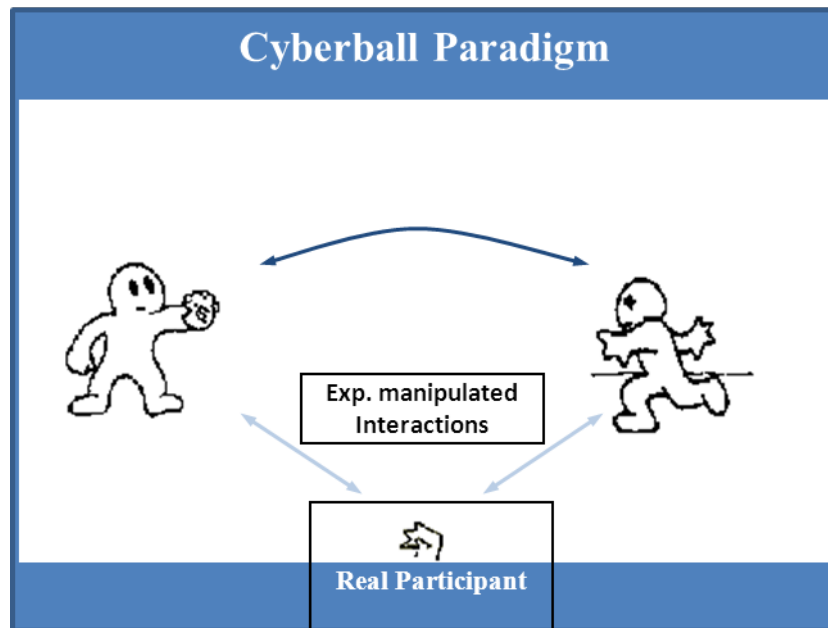 Cyberball Paradigm
Exp. manipulated
Interactions
Real Participant